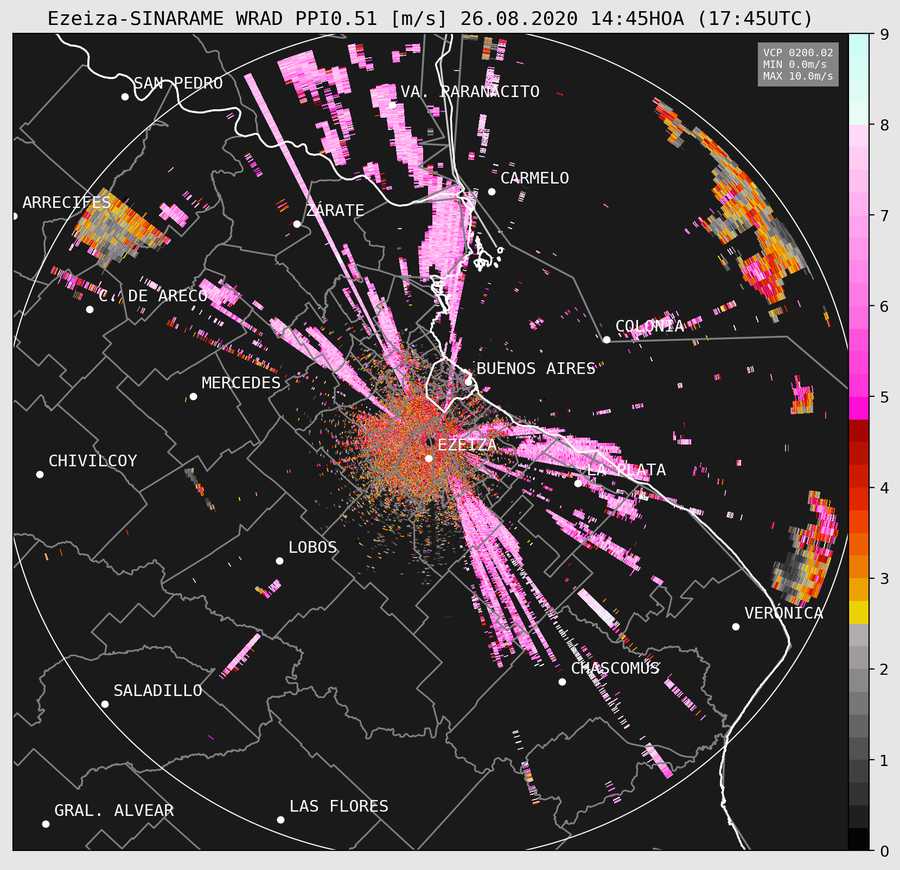 Ezeiza-SINARAME WRAD PPI0.51 [m/s] 26.08.2020 14:45HOA (17:45UTC)
VCP 0200.02
MIN 0.0m/s
MAX 10.0m/s
9
8
7
6
5
4
3
2
1
0
SAN PEDRO
VA. PARANACITO
CARMELO
ARRECIFES
ZARATE
C. DE ARECO
COLONIA
BUENOS AIRES
MERCEDES
EZEIZA
CHIVILCOY
LA PLATA
LOBOS
VERONICA
CHASCOMUS
SALADILLO
LAS FLORES
GRAL. ALVEAR